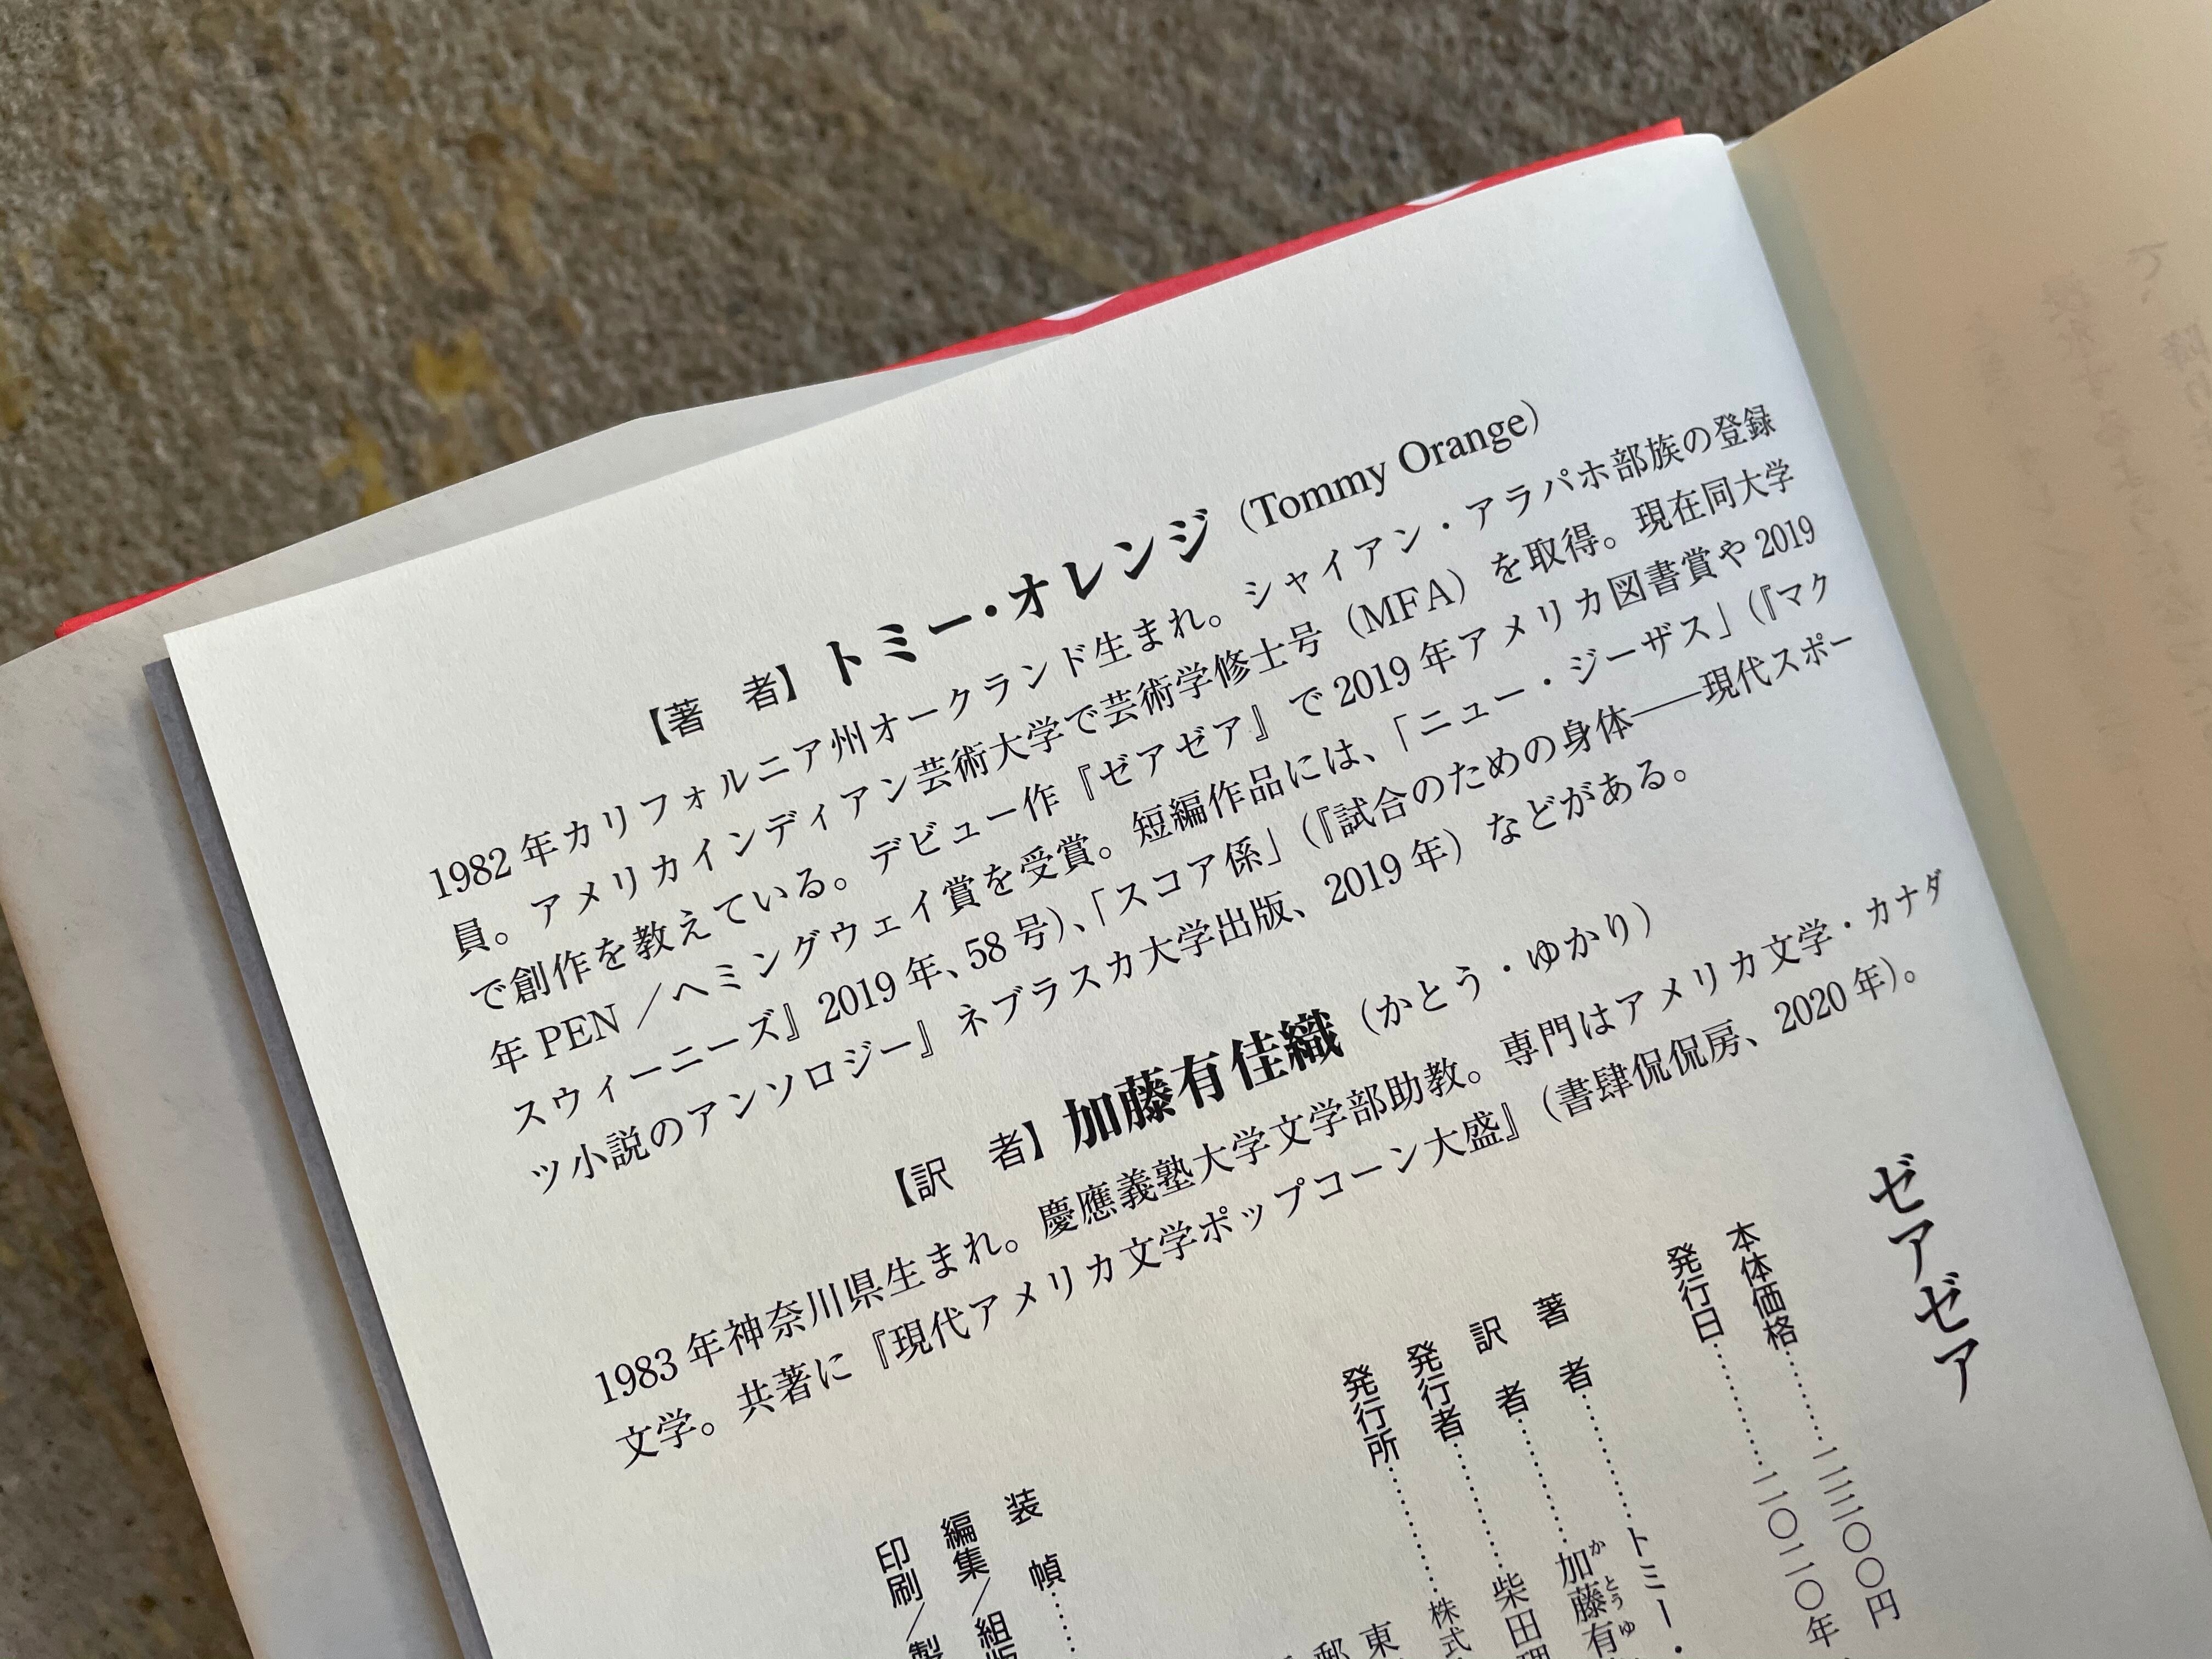 【著　者】トミー・オレンジ（Tommy Orange）
1982年カリフォルニア州オークランド生まれ。シャイアン・アラパホ部族の登録
員。アメリカインディアン芸術大学で芸術学修士号（MFA）を取得。現在同大学
で創作を教えている。デビュー作『ゼアゼア』で2019年アメリカ図書賞や2019
年PEN／ヘミングウェイ賞を受賞。短編作品には、「ニュー・ジーザス」（『マク
スウィーニーズ』2019年、58号）、「スコア係」（『試合のための身体──現代スポー
ツ小説のアンソロジー』ネブラスカ大学出版、2019年）などがある。
【訳　者】加藤有佳織（かとう・ゆかり）
1983年神奈川県生まれ。慶應義塾大学文学部助教。専門はアメリカ文学・カナダ
文学。共著に『現代アメリカ文学ポップコーン大盛』（書肆侃侃房、2020年）。
ゼアゼア
本体価格……………二三〇〇円
発行日……………二〇二〇年
著　者……………トミー・
訳　者……………加藤有
発行者……………柴田理
発行所……………株式
東
郵
装　幀……
編集／組版
印刷／製